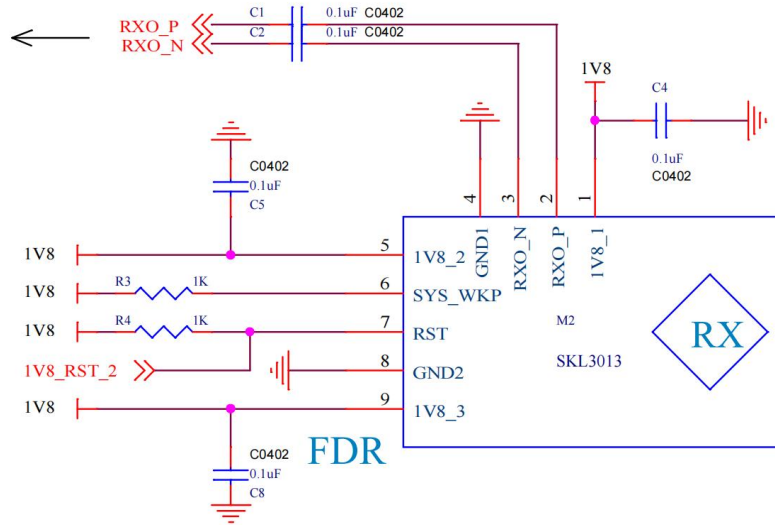 C1 0.1uF C0402
RXO_P
C2 0.1uF C0402
RXO_N
1V8
C4
0.1uF
C0402
C0402
0.1uF
C5
4 3 2 1
GND1 RXO_N RXO_P 1V8_1
1V8 5 1V8_2
1V8 R3 1K 6 SYS_WKP
1V8 R4 1K 7 RST
1V8_RST_2 8 GND2
1V8 9 1V8_3
M2
SKL3013
RX
C0402
0.1uF
C8
FDR